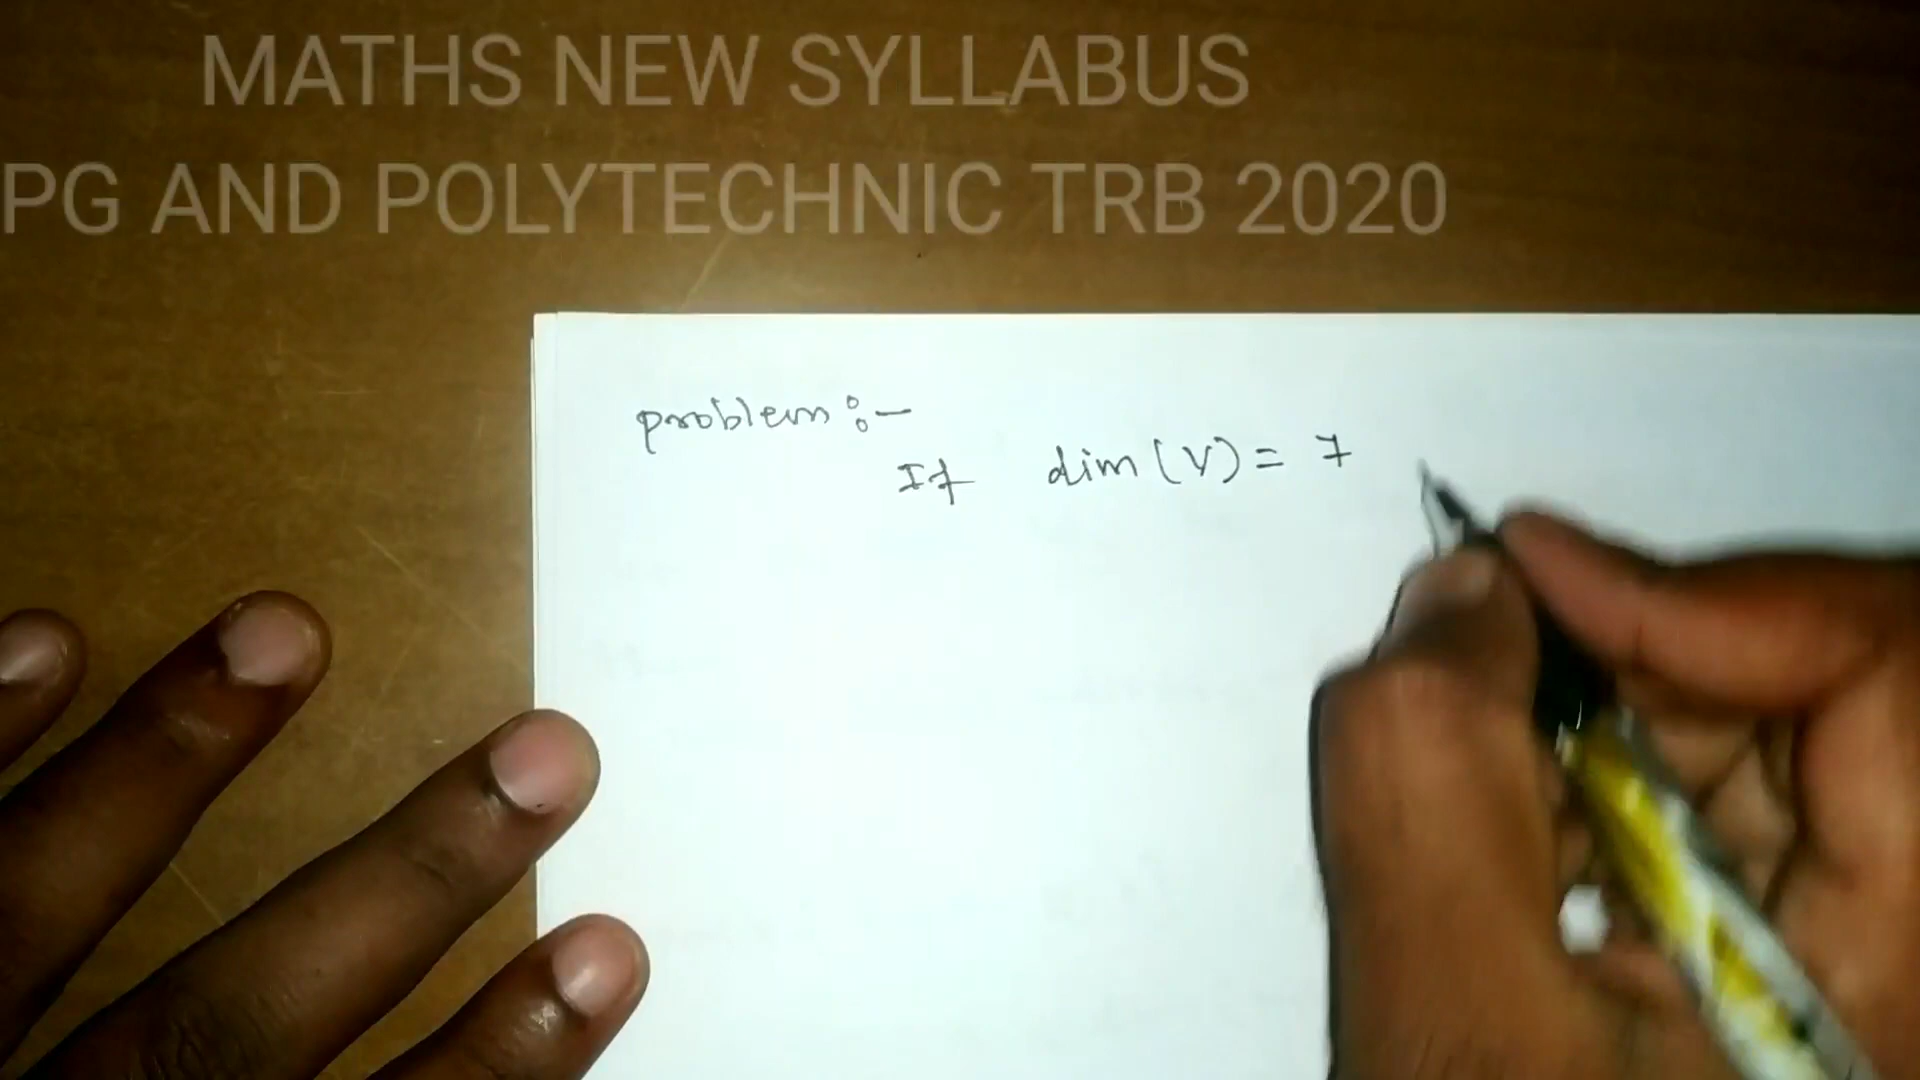 MATHS NEW SYLLABUS
PG AND POLYTECHNIC TRB 2020
problem :-
If dim (V) = 7